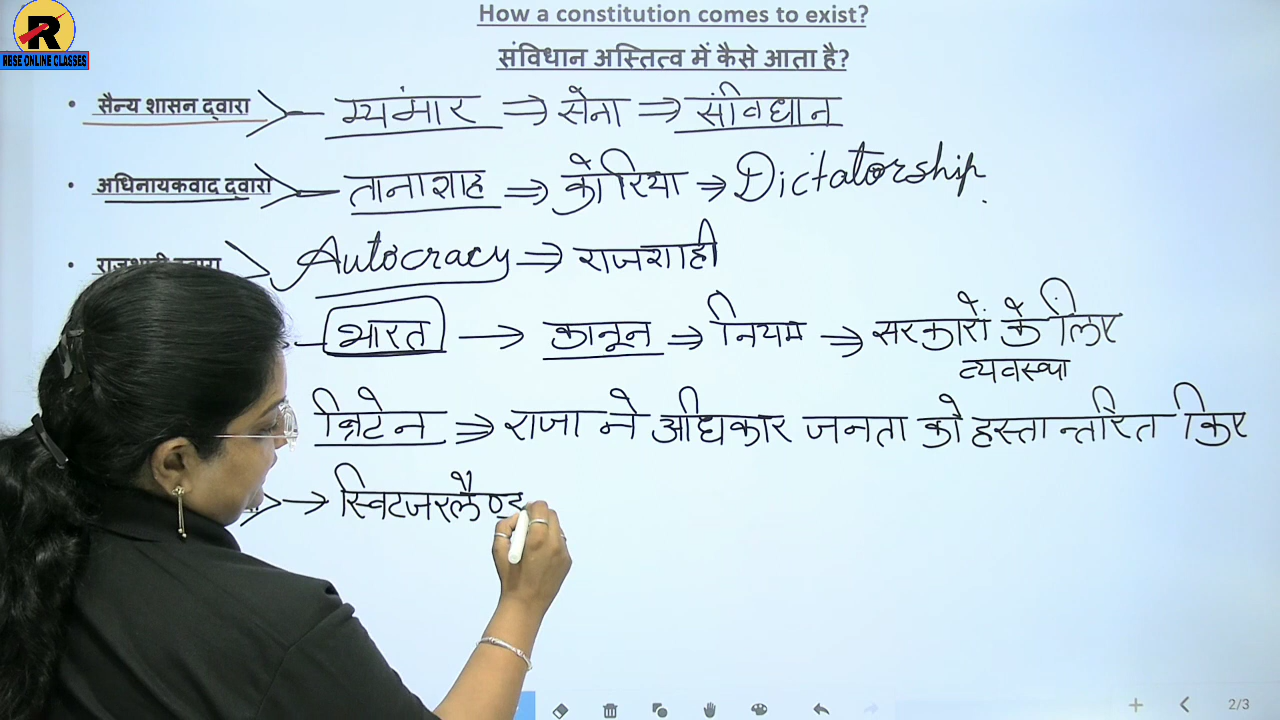 How a constitution comes to exist?
R
RBSE ONLINE CLASSES
संविधान अस्तित्व में कैसे आता है?
• सैन्य शासन द्वारा म्यंमार ⇒ सेना ⇒ संविधान
• अधिनायकवाद द्वारा तानाशाह ⇒ कोरिया ⇒ Dictatorship.
• Autocracy ⇒ राजशाही
भारत → कानून ⇒ नियम ⇒ सरकारों के लिए
व्यवस्था
ब्रिटेन ⇒ राजा ने अधिकार जनता को हस्तान्तरित किए
→ स्विटजरलैण्ड
2/3